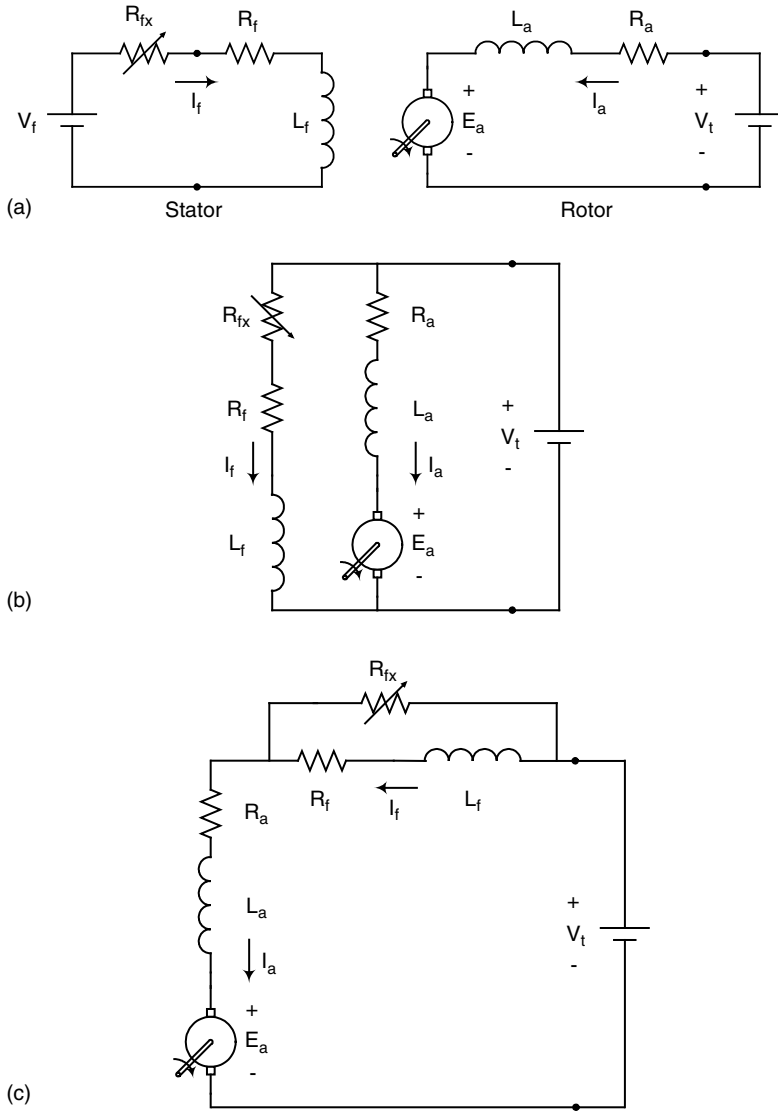 R_fx
R_f
L_a
R_a
I_f
V_f
L_f
+
E_a
-
I_a
+
V_t
-
Stator
Rotor
(a)
R_fx
R_a
R_f
L_a
I_f
I_a
+
V_t
-
L_f
+
E_a
-
(b)
R_fx
R_f
I_f
L_f
R_a
L_a
I_a
+
V_t
-
+
E_a
-
(c)